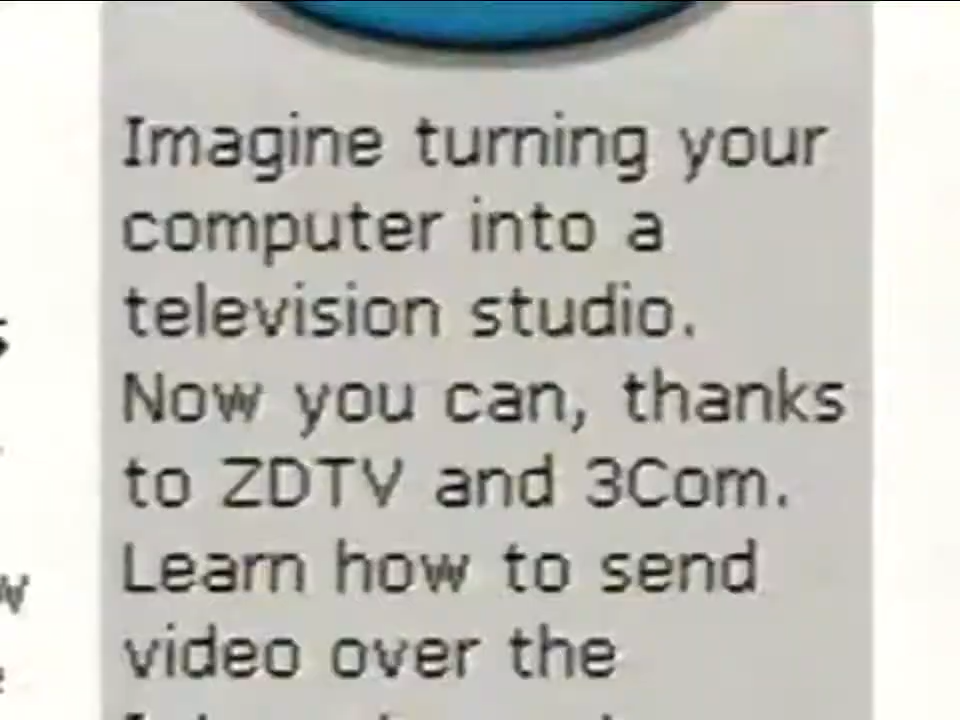 Imagine turning your
computer into a
television studio.
Now you can, thanks
to ZDTV and 3Com.
Learn how to send
video over the